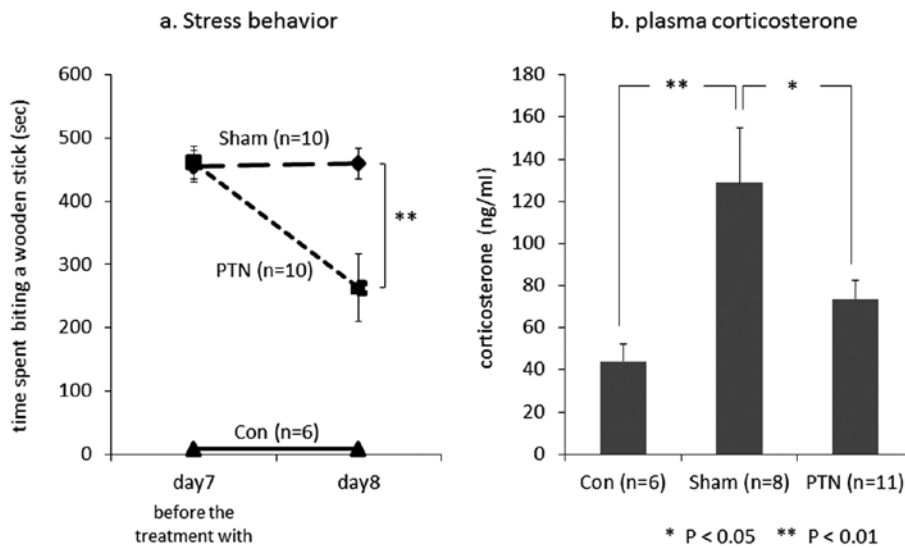 a. Stress behavior
time spent biting a wooden stick (sec)
600
500
400
300
200
100
0
Sham (n=10)
PTN (n=10)
Con (n=6)
**
day7
day8
before the
treatment with
b. plasma corticosterone
corticosterone (ng/ml)
180
160
140
120
100
80
60
40
20
0
**
*
Con (n=6)
Sham (n=8)
PTN (n=11)
* P < 0.05 ** P < 0.01